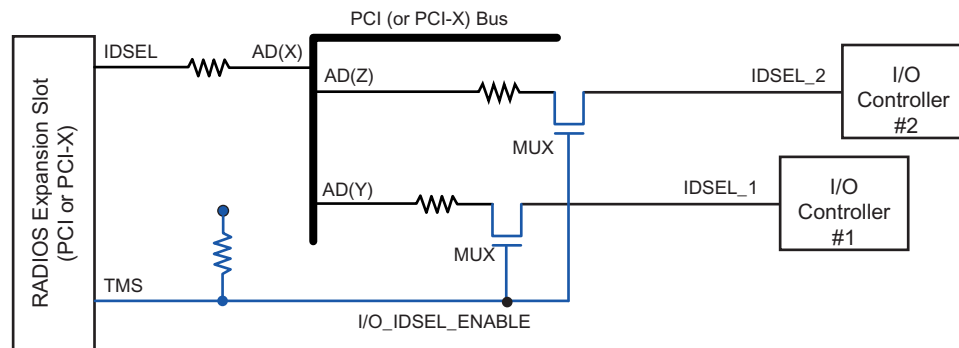 PCI (or PCI-X) Bus
RADIOS Expansion Slot
(PCI or PCI-X)
IDSEL
AD(X)
AD(Z)
IDSEL_2
I/O
Controller
#2
MUX
AD(Y)
IDSEL_1
I/O
Controller
#1
MUX
TMS
I/O_IDSEL_ENABLE